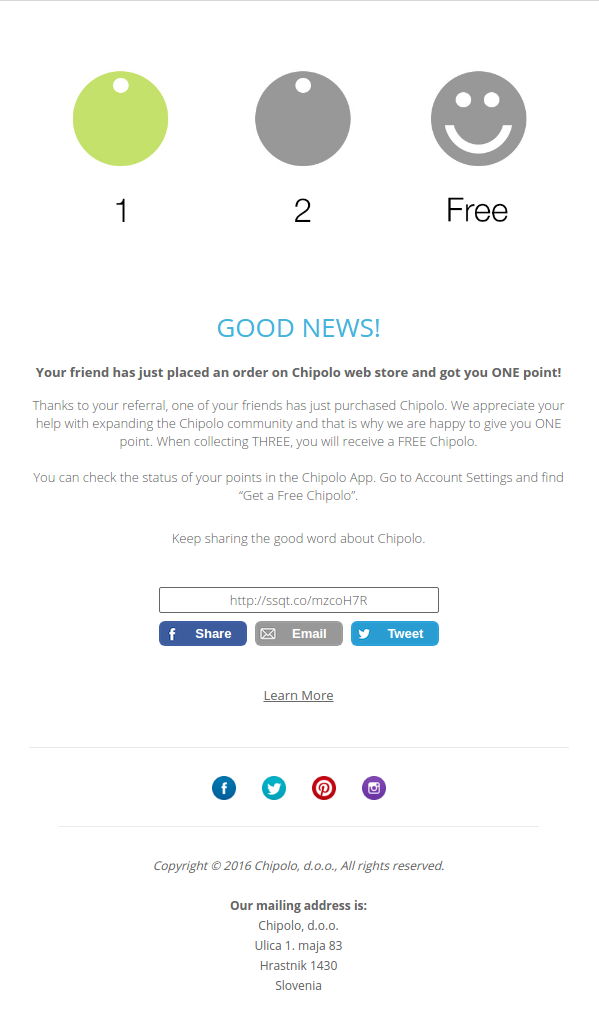 1
2
Free
GOOD NEWS!
Your friend has just placed an order on Chipolo web store and got you ONE point!
Thanks to your referral, one of your friends has just purchased Chipolo. We appreciate your
help with expanding the Chipolo community and that is why we are happy to give you ONE
point. When collecting THREE, you will receive a FREE Chipolo.
You can check the status of your points in the Chipolo App. Go to Account Settings and find
“Get a Free Chipolo”.
Keep sharing the good word about Chipolo.
http://ssqt.co/mzcoH7R
Share
Email
Tweet
Learn More
Copyright © 2016 Chipolo, d.o.o., All rights reserved.
Our mailing address is:
Chipolo, d.o.o.
Ulica 1. maja 83
Hrastnik 1430
Slovenia